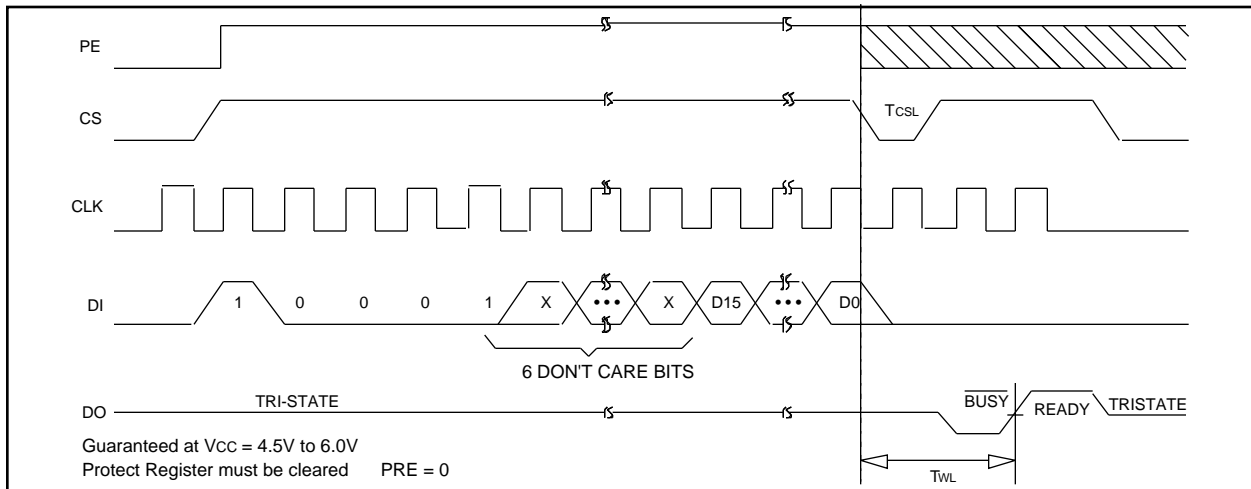 PE
CS
TCSL
CLK
DI
1 0 0 0 1 X ••• X D15 ••• D0
6 DON'T CARE BITS
DO
TRI-STATE
BUSY
READY
TRISTATE
Guaranteed at VCC = 4.5V to 6.0V
Protect Register must be cleared PRE = 0
TWL